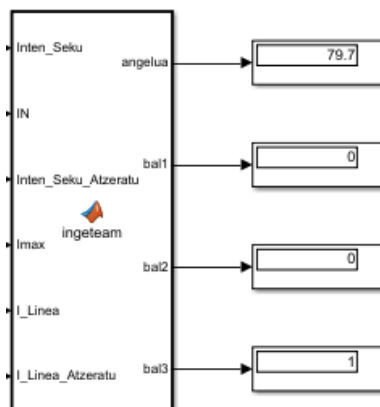 Inten_Seku
IN
Inten_Seku_Atzeratu
Imax
I_Linea
I_Linea_Atzeratu
ingeteam
angelua
bal1
bal2
bal3
79.7
0
0
1